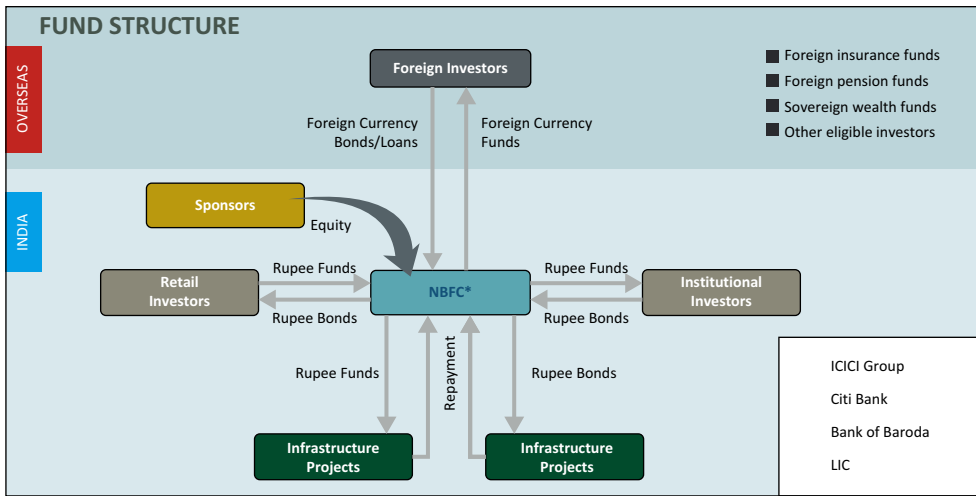 FUND STRUCTURE
OVERSEAS
Foreign Investors
Foreign insurance funds
Foreign pension funds
Sovereign wealth funds
Other eligible investors
Foreign Currency
Bonds/Loans
Foreign Currency
Funds
INDIA
Sponsors
Equity
Retail
Investors
Rupee Funds
Rupee Bonds
NBFC*
Rupee Funds
Rupee Bonds
Institutional
Investors
Rupee Funds
Repayment
Rupee Bonds
Infrastructure
Projects
Infrastructure
Projects
ICICI Group
Citi Bank
Bank of Baroda
LIC